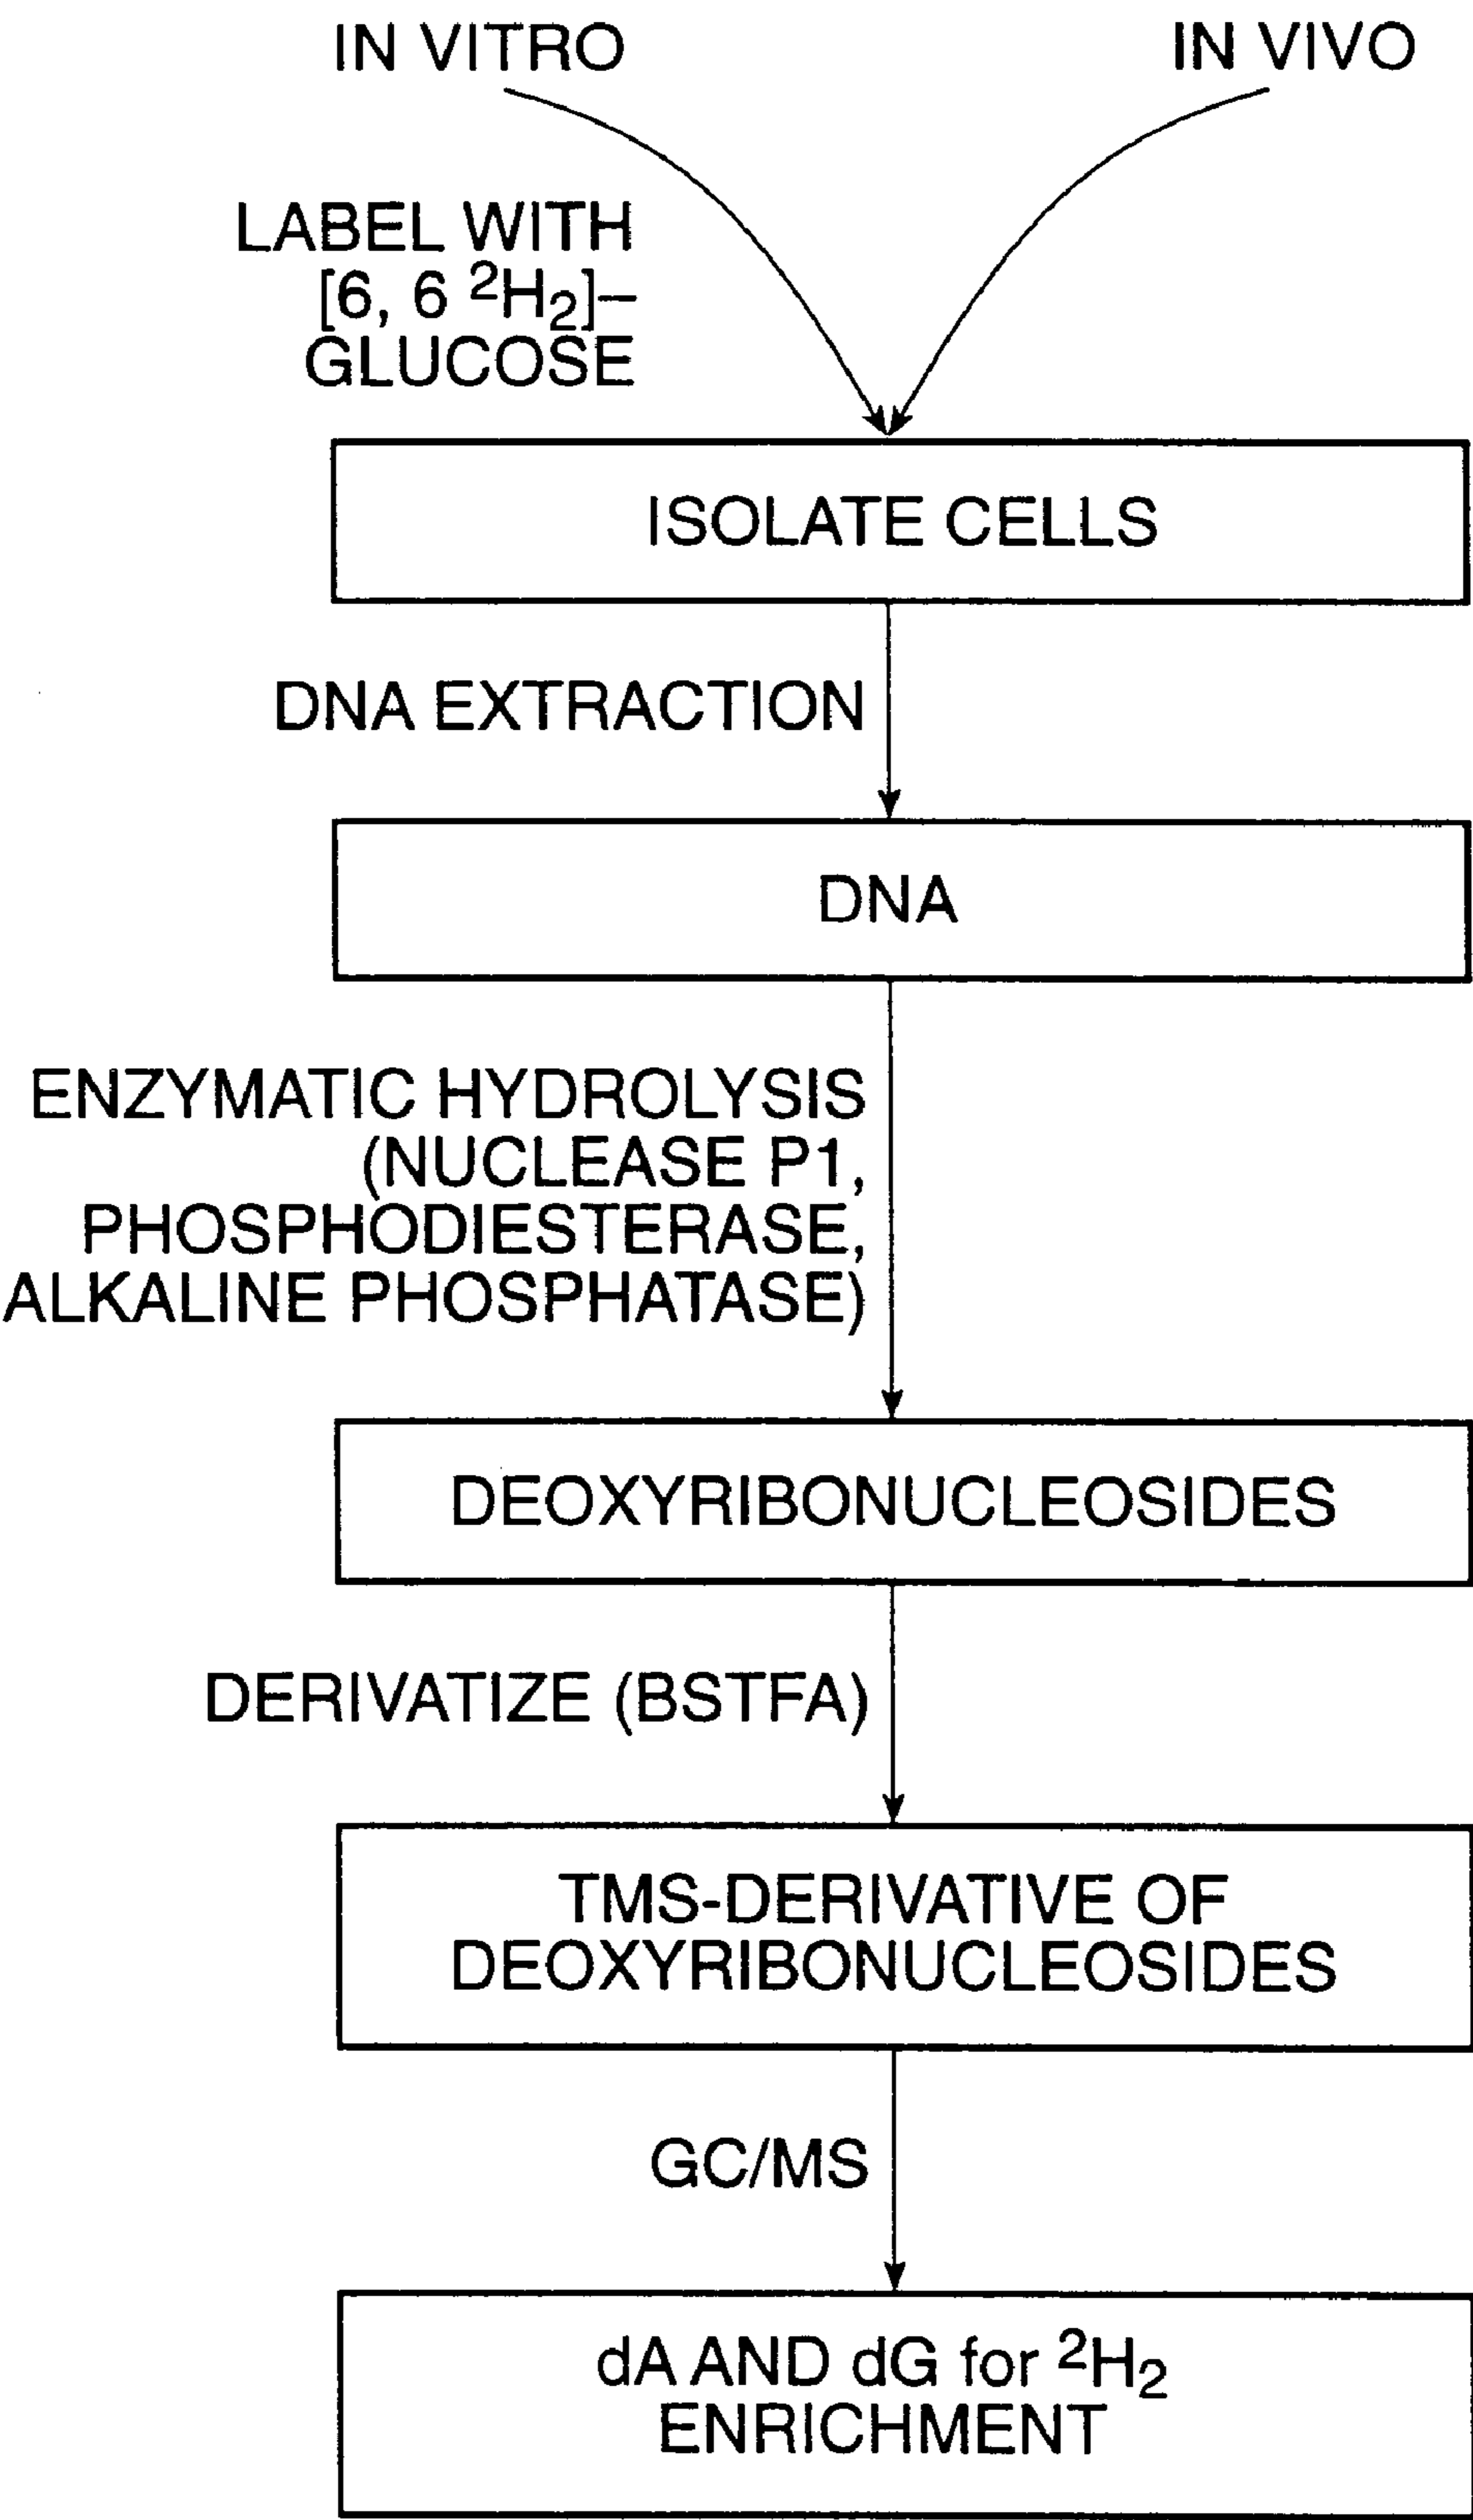 IN VITRO
IN VIVO
LABEL WITH
[6, 6 ²H₂]–
GLUCOSE
ISOLATE CELLS
DNA EXTRACTION
DNA
ENZYMATIC HYDROLYSIS
(NUCLEASE P1,
PHOSPHODIESTERASE,
ALKALINE PHOSPHATASE)
DEOXYRIBONUCLEOSIDES
DERIVATIZE (BSTFA)
TMS-DERIVATIVE OF
DEOXYRIBONUCLEOSIDES
GC/MS
dA AND dG for ²H₂
ENRICHMENT